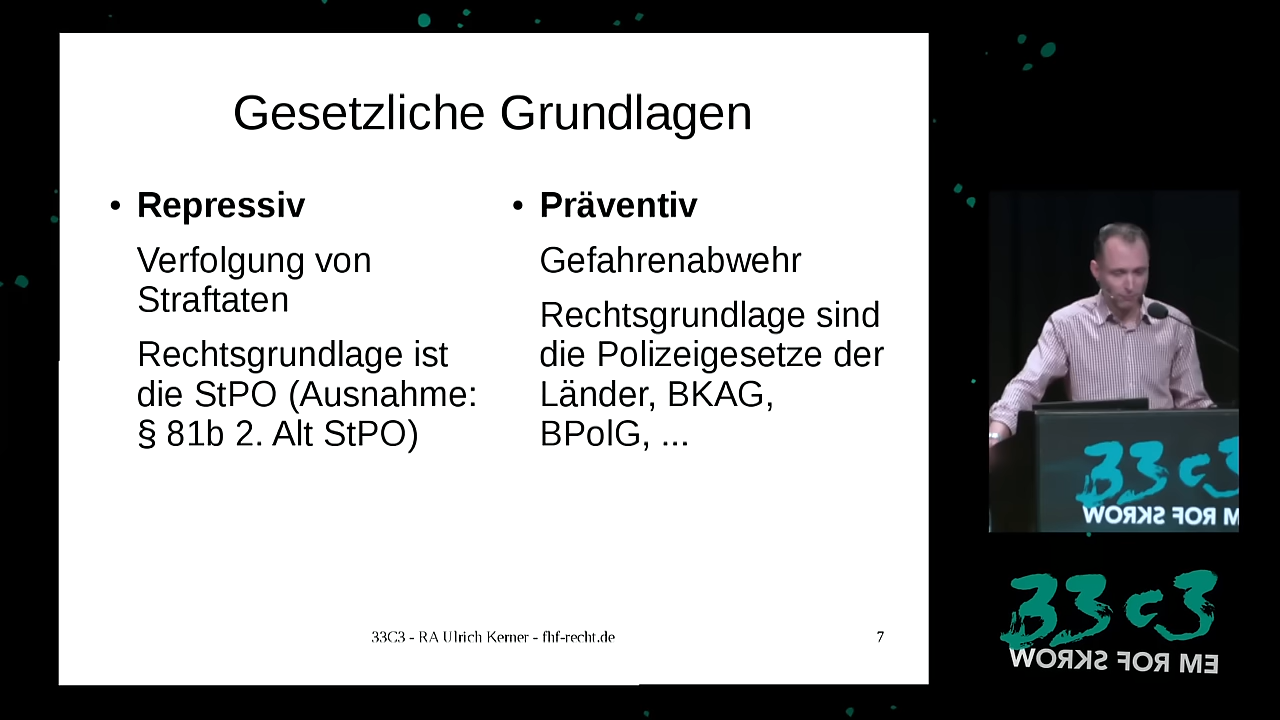 Gesetzliche Grundlagen
• Repressiv
Verfolgung von
Straftaten
Rechtsgrundlage ist
die StPO (Ausnahme:
§ 81b 2. Alt StPO)
• Präventiv
Gefahrenabwehr
Rechtsgrundlage sind
die Polizeigesetze der
Länder, BKAG,
BPolG, ...
33C3 - RA Ulrich Kerner - fhf-recht.de
7
33c3
WORKS FOR M
33c3
WORKS FOR ME